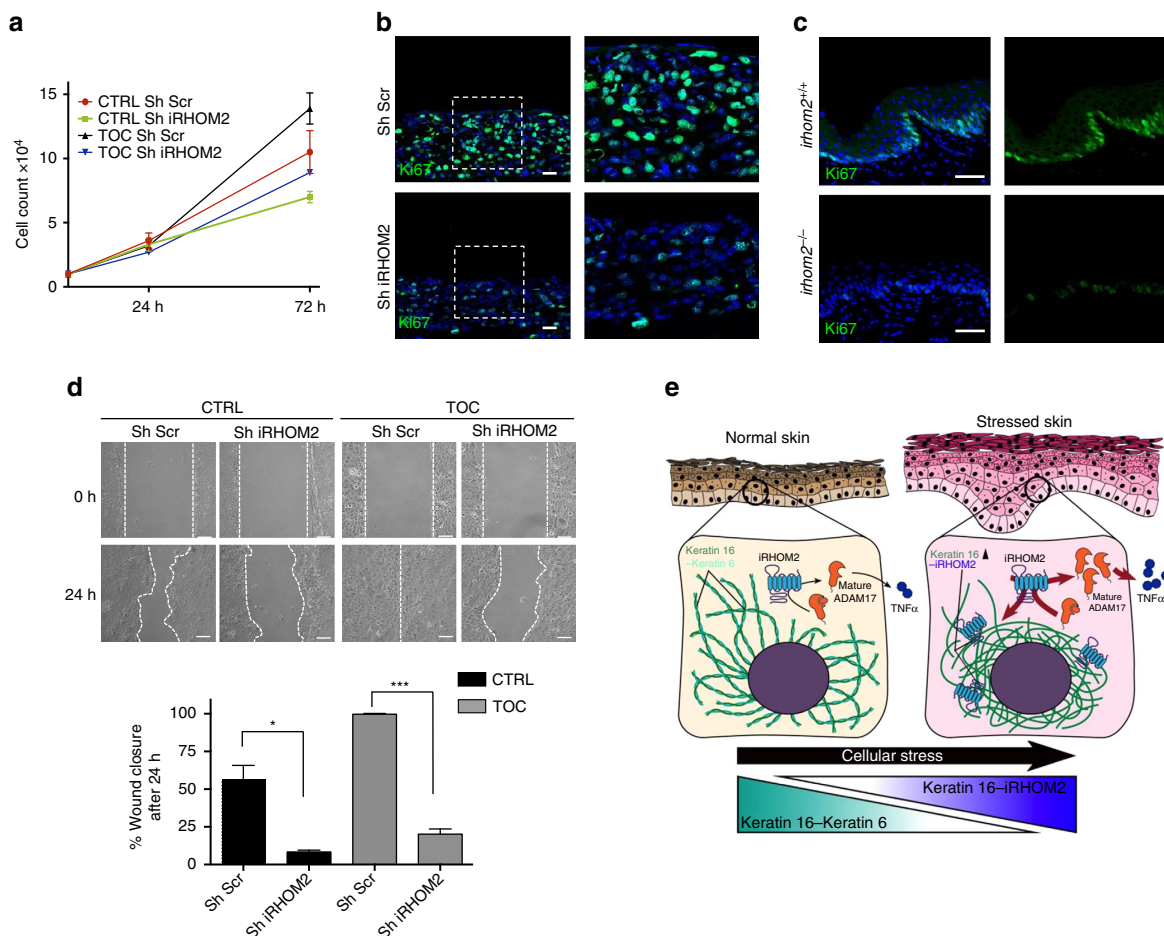 a
CTRL Sh Scr
CTRL Sh iRHOM2
TOC Sh Scr
TOC Sh iRHOM2
15
10
5
0
Cell count ×10⁴
24 h
72 h
b
Sh Scr
Ki67
Sh iRHOM2
Ki67
c
irhom2+/+
Ki67
irhom2–/–
Ki67
d
CTRL
TOC
Sh Scr
Sh iRHOM2
Sh Scr
Sh iRHOM2
0 h
24 h
CTRL
TOC
% Wound closure
after 24 h
100
75
50
25
0
*
***
Sh Scr
Sh iRHOM2
Sh Scr
Sh iRHOM2
e
Normal skin
Stressed skin
Keratin 16
–Keratin 6
iRHOM2
Mature
ADAM17
TNFα
Keratin 16
–iRHOM2
iRHOM2
Mature
ADAM17
TNFα
Cellular stress
Keratin 16–iRHOM2
Keratin 16–Keratin 6